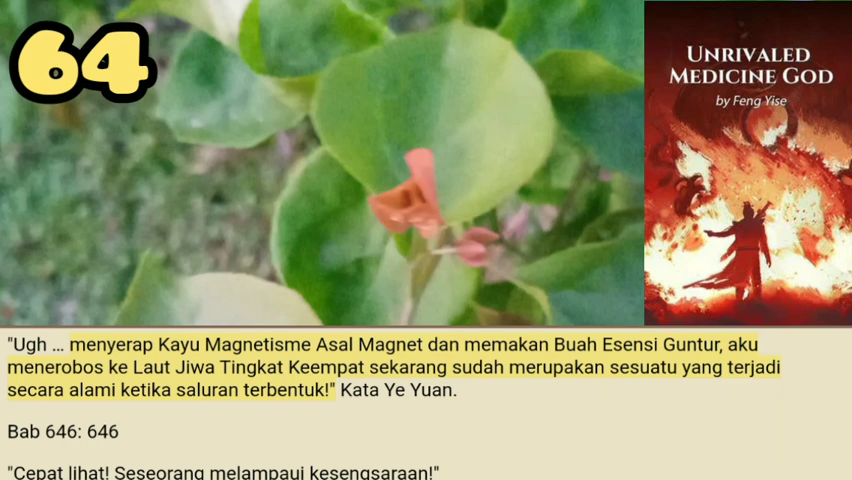 64
UNRIVALED
MEDICINE GOD
by Feng Yise
"Ugh … menyerap Kayu Magnetisme Asal Magnet dan memakan Buah Esensi Guntur, aku
menerobos ke Laut Jiwa Tingkat Keempat sekarang sudah merupakan sesuatu yang terjadi
secara alami ketika saluran terbentuk!" Kata Ye Yuan.
Bab 646: 646
"Cepat lihat! Seseorang melampaui kesengsaraan!"